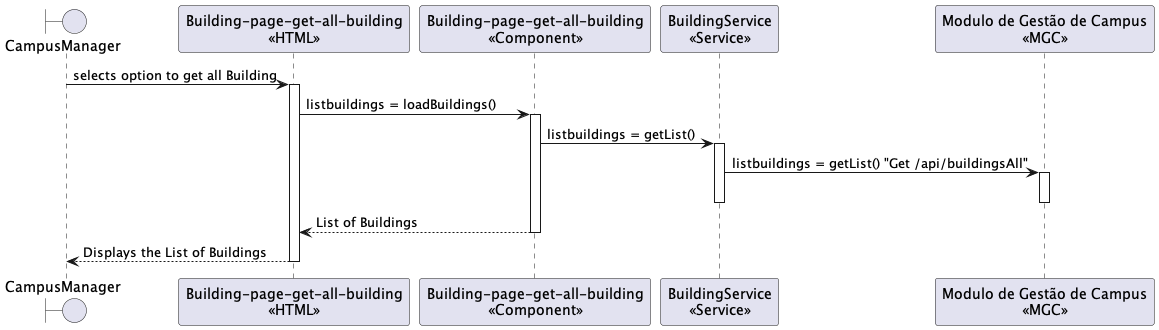 CampusManager
Building-page-get-all-building
«HTML»
Building-page-get-all-building
«Component»
BuildingService
«Service»
Modulo de Gestão de Campus
«MGC»
selects option to get all Building
listbuildings = loadBuildings()
listbuildings = getList()
listbuildings = getList() "Get /api/buildingsAll"
List of Buildings
Displays the List of Buildings
CampusManager
Building-page-get-all-building
«HTML»
Building-page-get-all-building
«Component»
BuildingService
«Service»
Modulo de Gestão de Campus
«MGC»